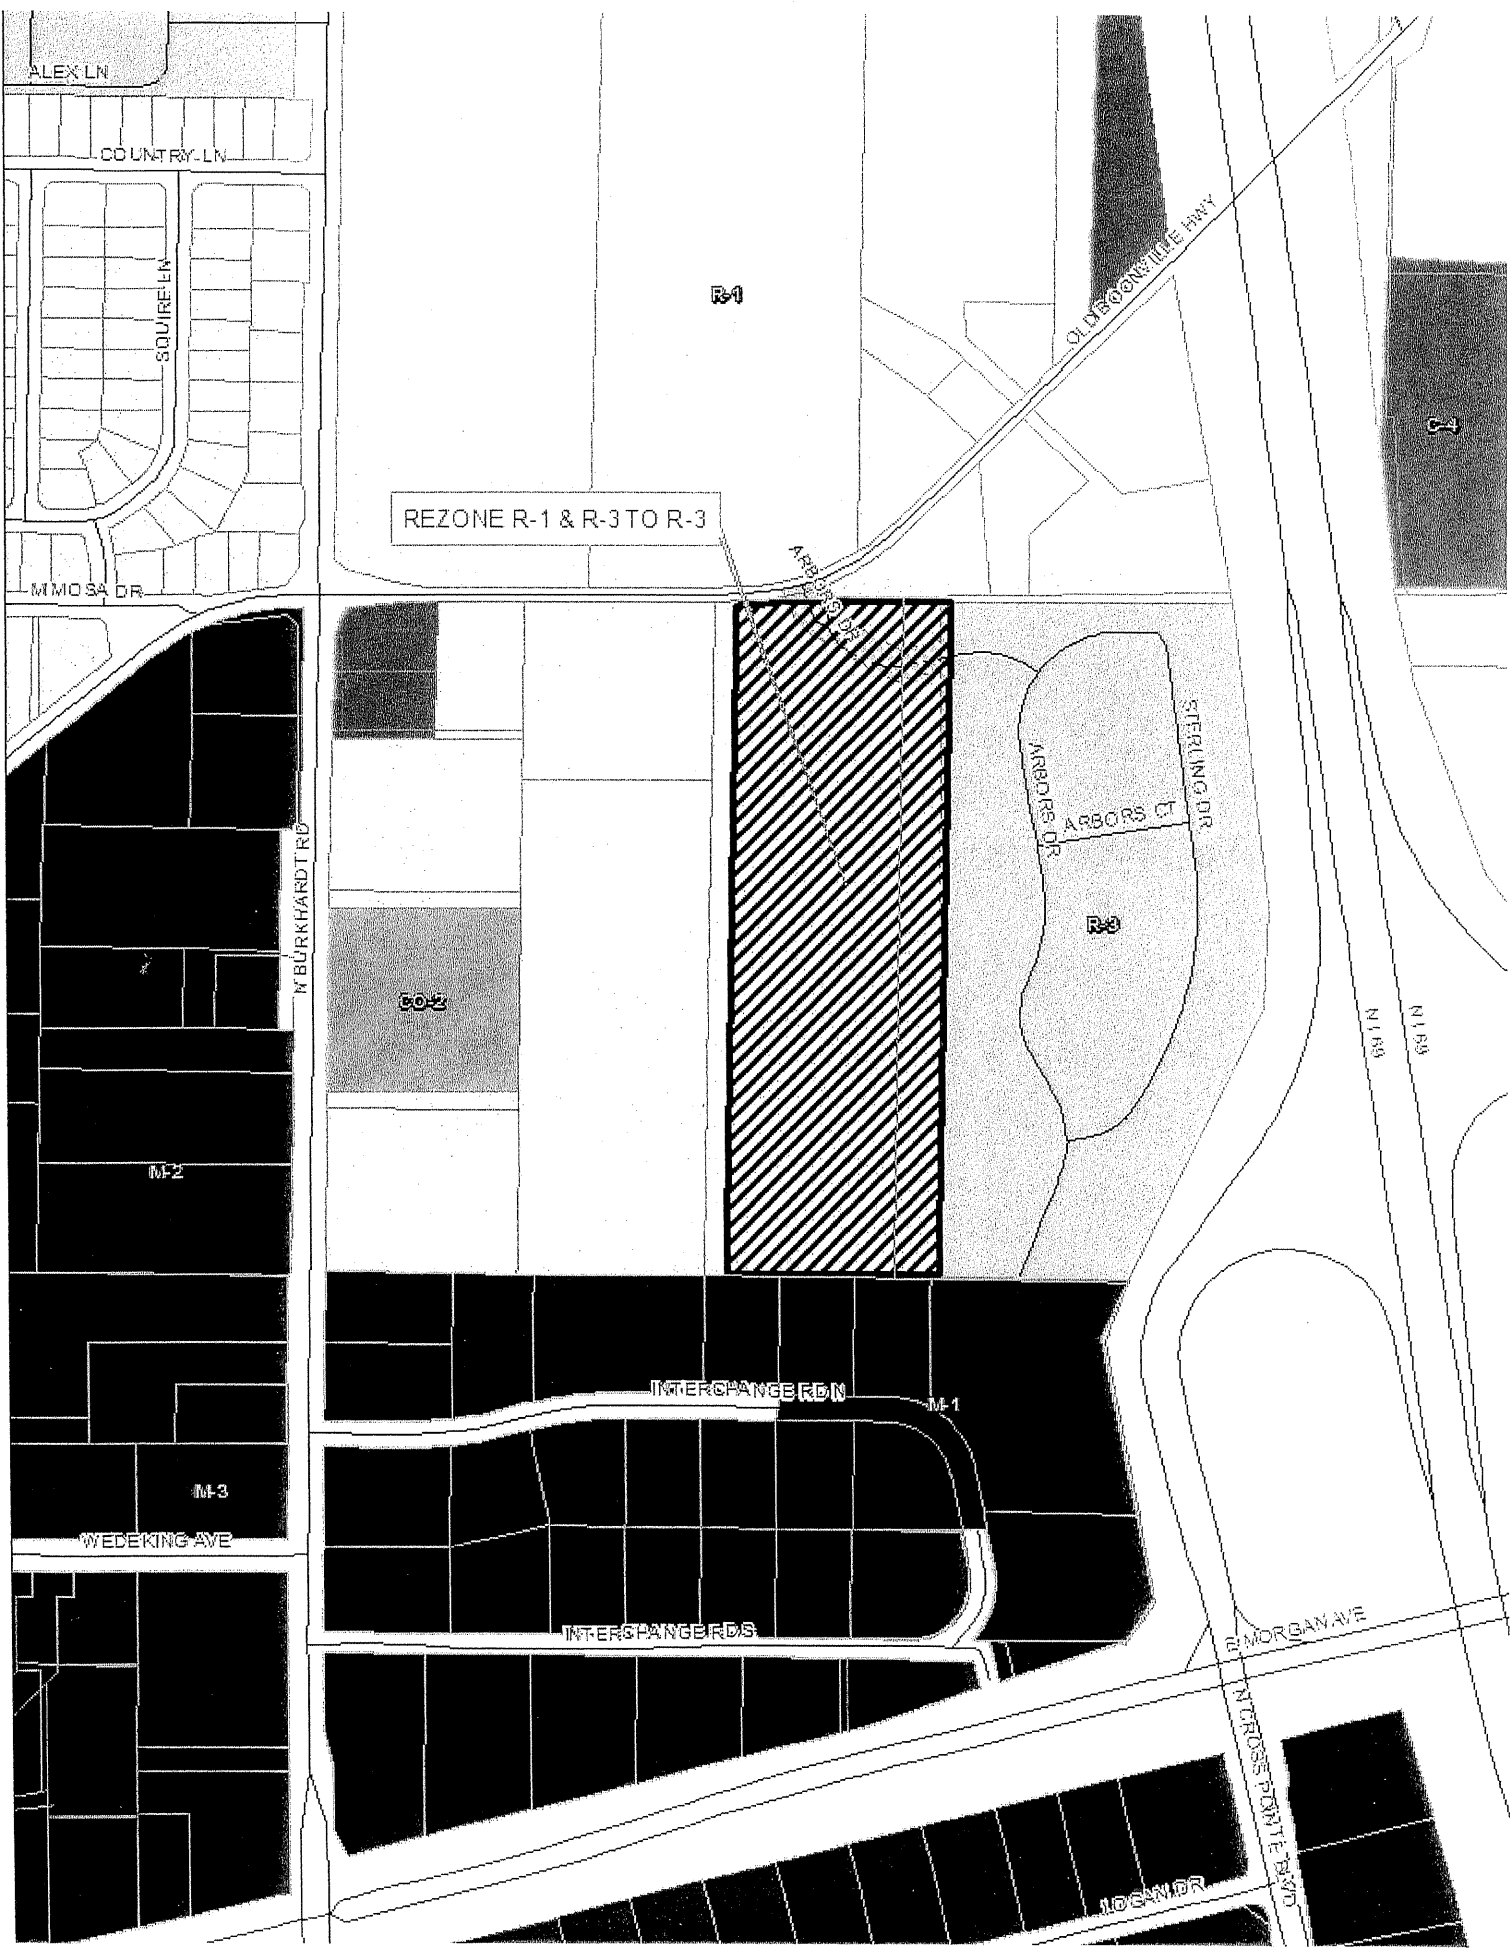 ALEX LN
COUNTRY LN
SQUIRE LN
OLD BOONVILLE HWY
R-1
C-4
REZONE R-1 & R-3 TO R-3
ARBORS DR
MIMOSA DR
STERLING DR
ARBORS DR
ARBORS CT
N BURKHARDT RD
R-3
CO-2
N I 69
N I 69
M-2
INTERCHANGE RD N
M-1
M-3
WEDEKING AVE
INTERCHANGE RD S
E MORGAN AVE
N CROSS POINTE BLVD
LOGAN DR